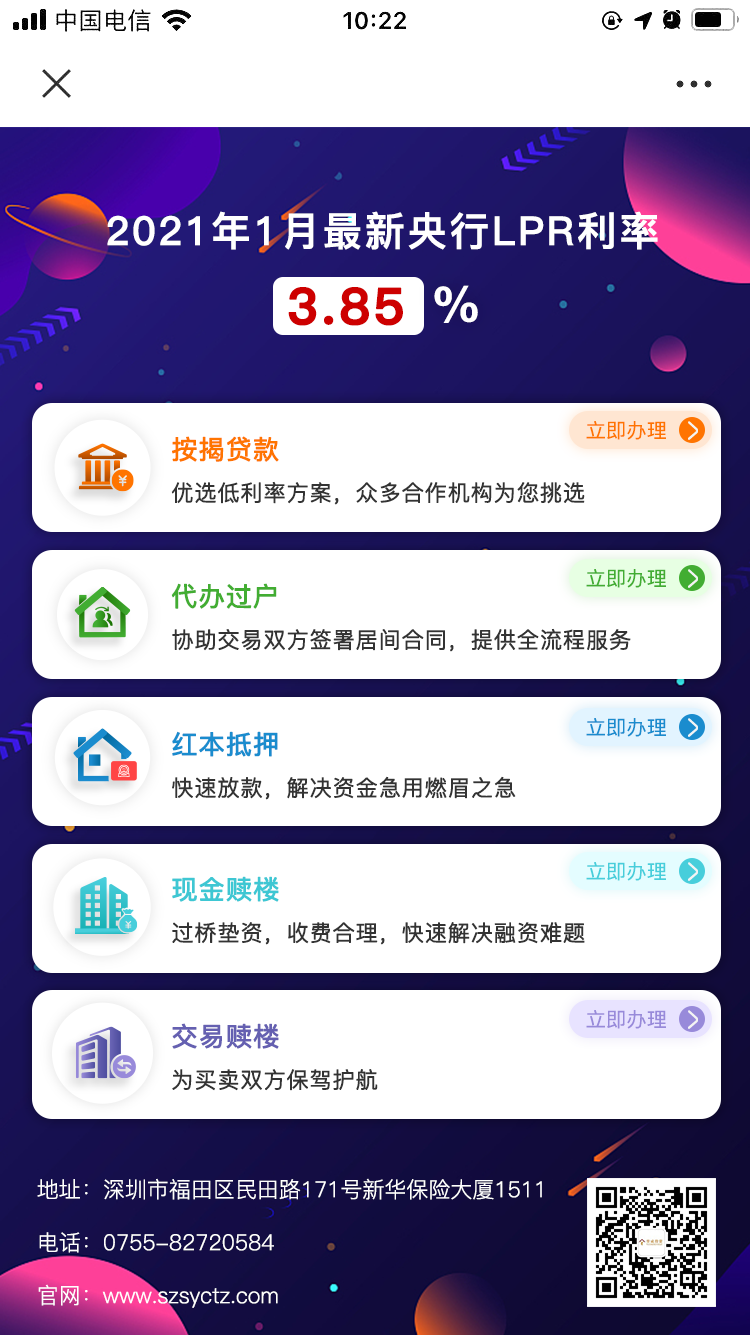 中国电信
10:22
2021年1月最新央行LPR利率
3.85 %
按揭贷款
立即办理
优选低利率方案，众多合作机构为您挑选
代办过户
立即办理
协助交易双方签署居间合同，提供全流程服务
红本抵押
立即办理
快速放款，解决资金急用燃眉之急
现金赎楼
立即办理
过桥垫资，收费合理，快速解决融资难题
交易赎楼
立即办理
为买卖双方保驾护航
地址：深圳市福田区民田路171号新华保险大厦1511
电话：0755-82720584
官网：www.szsyctz.com